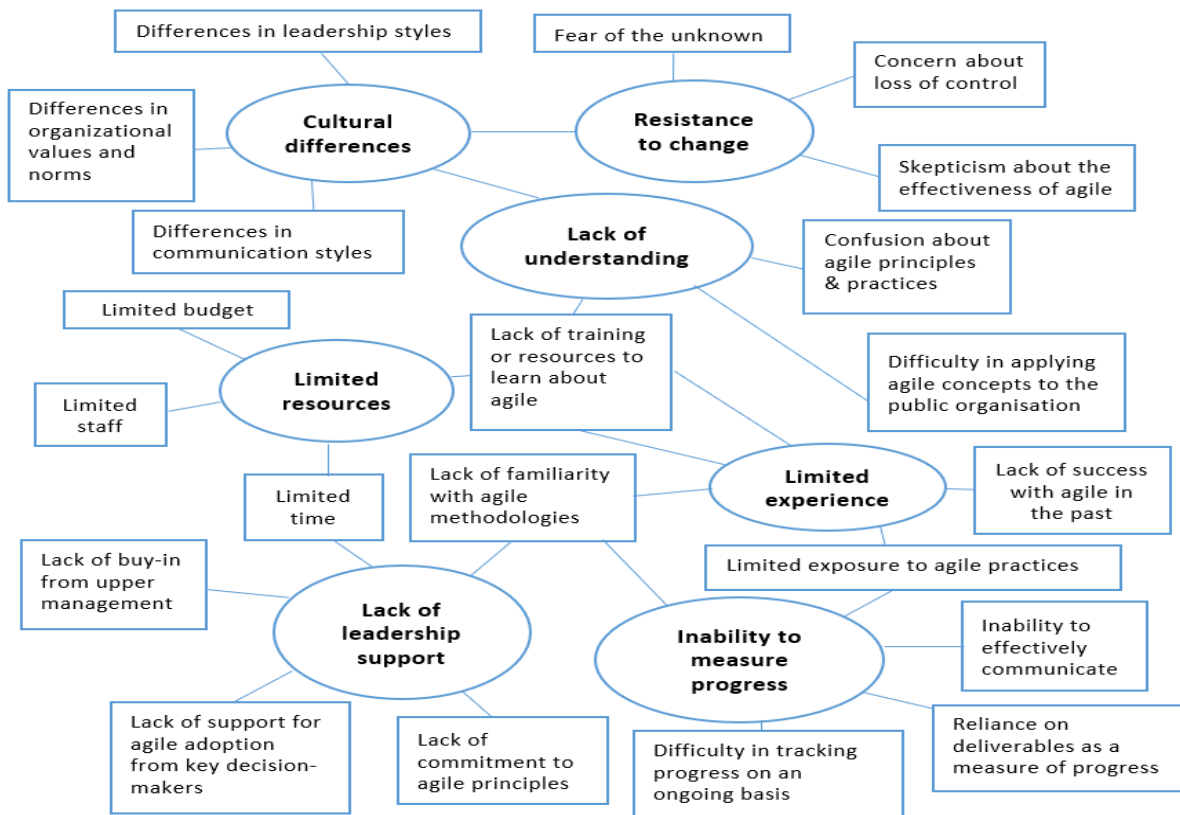 Differences in leadership styles
Fear of the unknown
Concern about
loss of control
Differences in
organizational
values and
norms
Cultural
differences
Resistance
to change
Skepticism about the
effectiveness of agile
Differences in
communication styles
Lack of
understanding
Confusion about
agile principles
& practices
Limited budget
Lack of training
or resources to
learn about
agile
Difficulty in applying
agile concepts to the
public organisation
Limited
resources
Limited
staff
Lack of familiarity
with agile
methodologies
Limited
experience
Lack of success
with agile in
the past
Limited
time
Lack of buy-in
from upper
management
Limited exposure to agile practices
Lack of
leadership
support
Inability to
measure
progress
Inability to
effectively
communicate
Lack of support for
agile adoption
from key decision-
makers
Lack of
commitment to
agile principles
Difficulty in tracking
progress on an
ongoing basis
Reliance on
deliverables as a
measure of progress